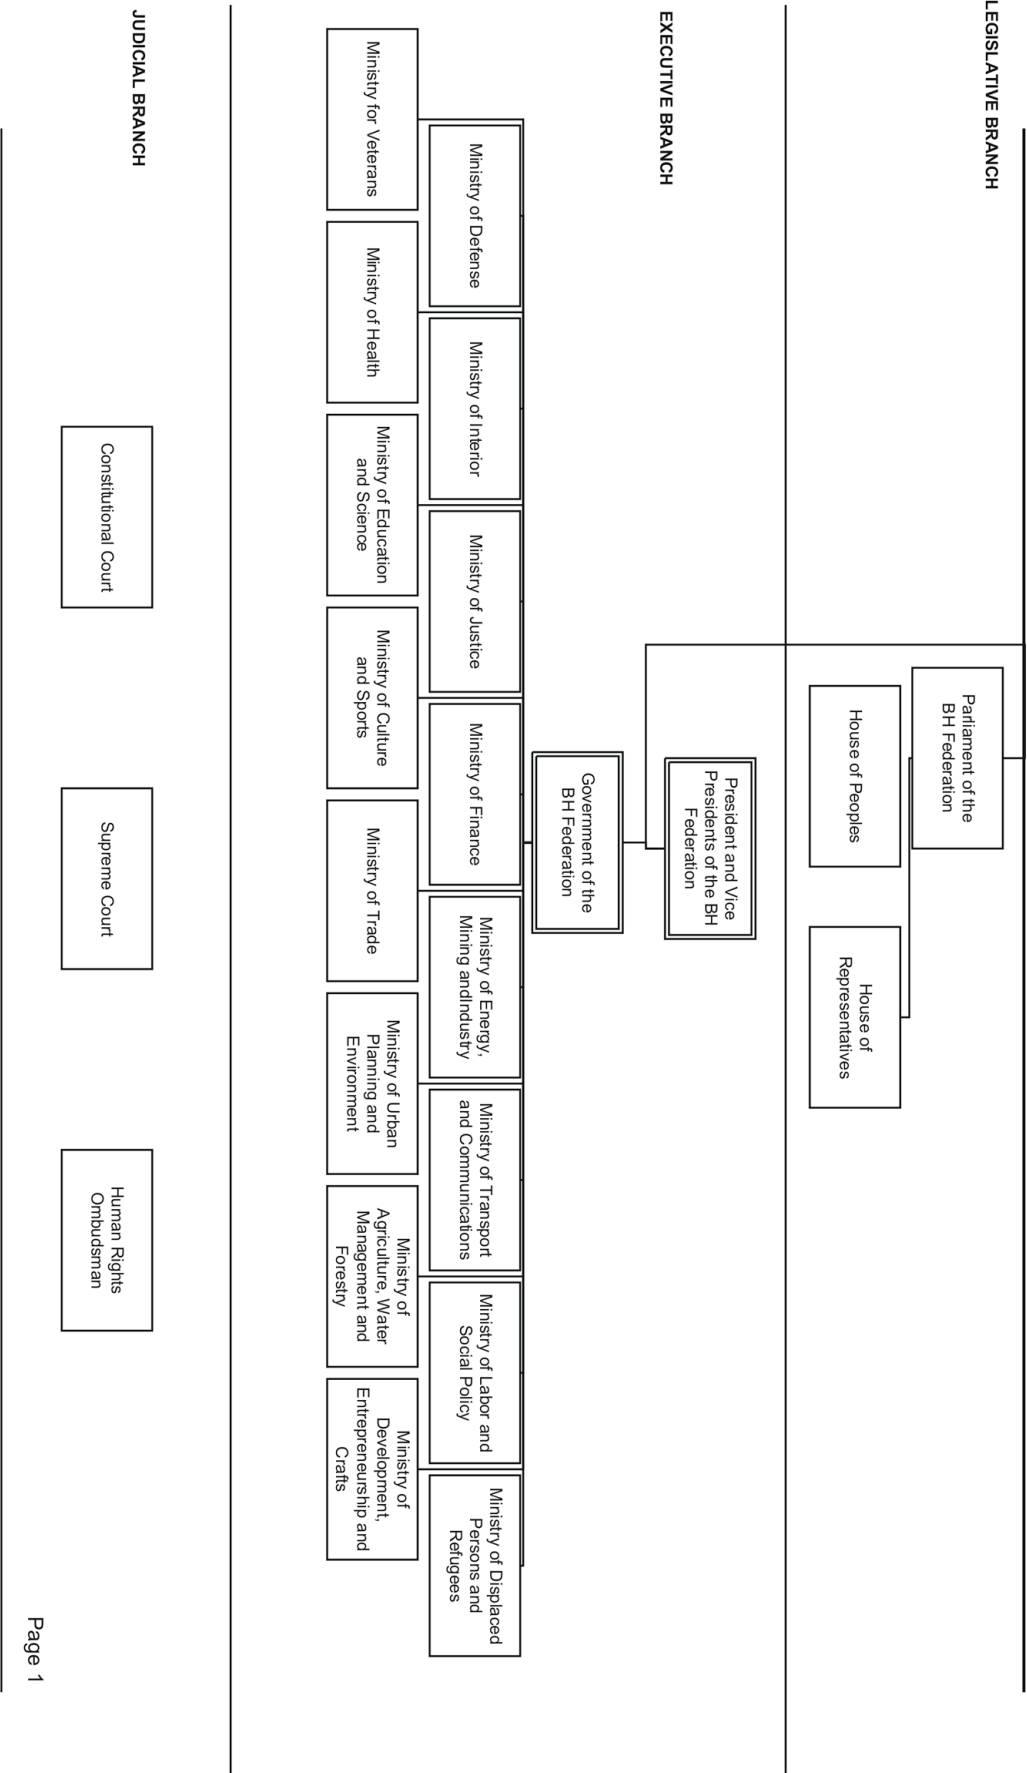 LEGISLATIVE BRANCH
Parliament of the
BH Federation
House of Peoples
House of
Representatives
EXECUTIVE BRANCH
President and Vice
Presidents of the BH
Federation
Government of the
BH Federation
Ministry of Defense
Ministry of Interior
Ministry of Justice
Ministry of Finance
Ministry of Energy,
Mining andIndustry
Ministry of Transport
and Communications
Ministry of Labor and
Social Policy
Ministry of Displaced
Persons and
Refugees
Ministry for Veterans
Ministry of Health
Ministry of Education
and Science
Ministry of Culture
and Sports
Ministry of Trade
Ministry of Urban
Planning and
Environment
Ministry of
Agriculture, Water
Management and
Forestry
Ministry of
Development,
Entrepreneurship and
Crafts
JUDICIAL BRANCH
Constitutional Court
Supreme Court
Human Rights
Ombudsman
Page 1